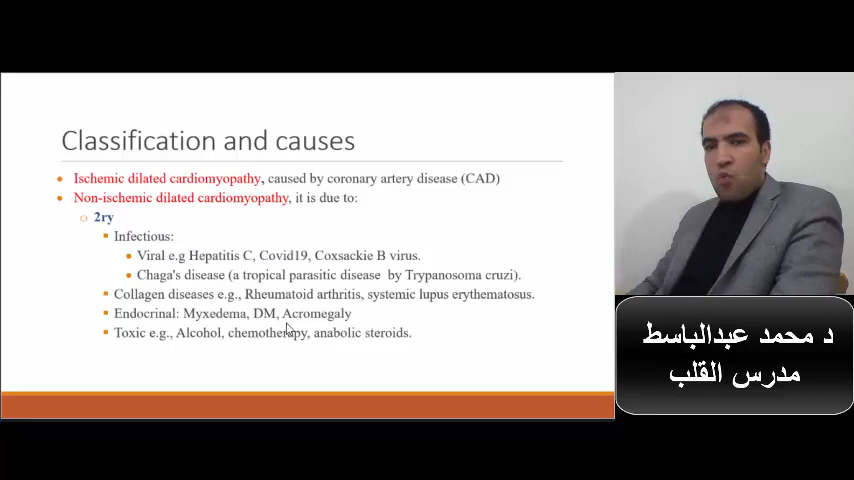 Classification and causes
Ischemic dilated cardiomyopathy, caused by coronary artery disease (CAD)
Non-ischemic dilated cardiomyopathy, it is due to:
2ry
Infectious:
Viral e.g Hepatitis C, Covid19, Coxsackie B virus.
Chaga's disease (a tropical parasitic disease by Trypanosoma cruzi).
Collagen diseases e.g., Rheumatoid arthritis, systemic lupus erythematosus.
Endocrinal: Myxedema, DM, Acromegaly
Toxic e.g., Alcohol, chemotherapy, anabolic steroids.
د محمد عبدالباسط
مدرس القلب